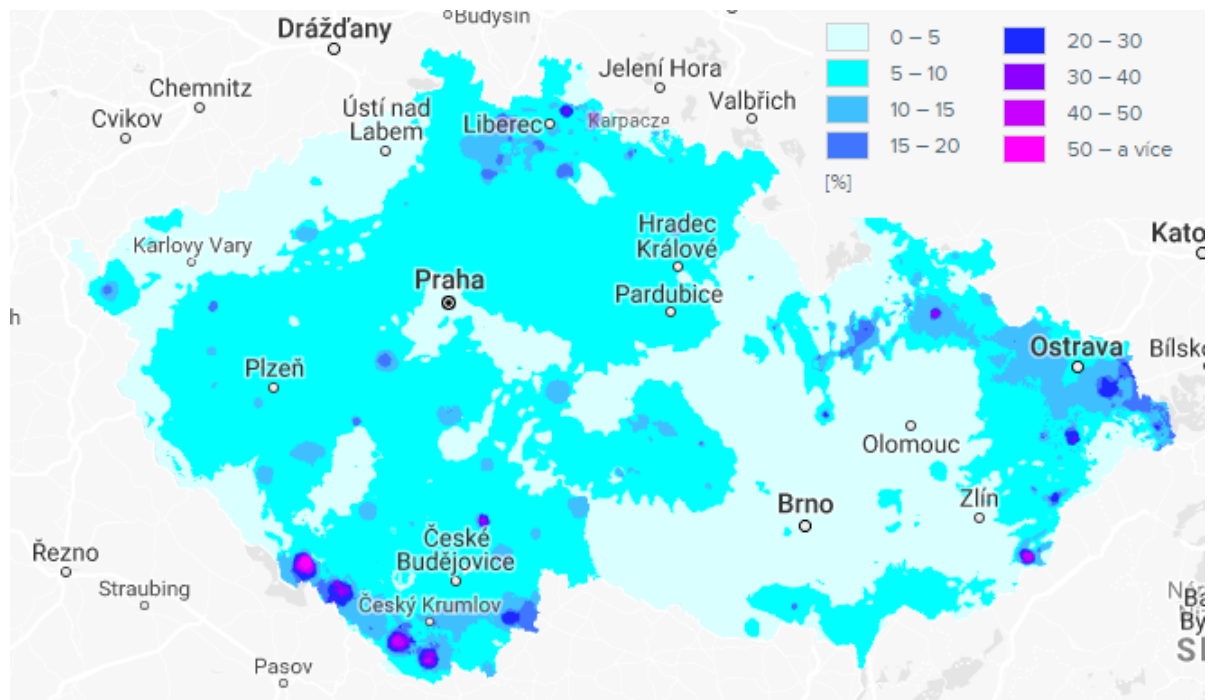 Budyšín
Drážďany
Jelení Hora
Chemnitz
Valbřich
Cvikov
Ústí nad
Labem
Liberec
Karpacz
0 – 5
5 – 10
10 – 15
15 – 20
20 – 30
30 – 40
40 – 50
50 – a více
[%]
Karlovy Vary
Hradec
Králové
Kato
Praha
Pardubice
h
Plzeň
Ostrava
Bílsko
Olomouc
Brno
Zlín
Řezno
České
Budějovice
Straubing
Český Krumlov
Pasov